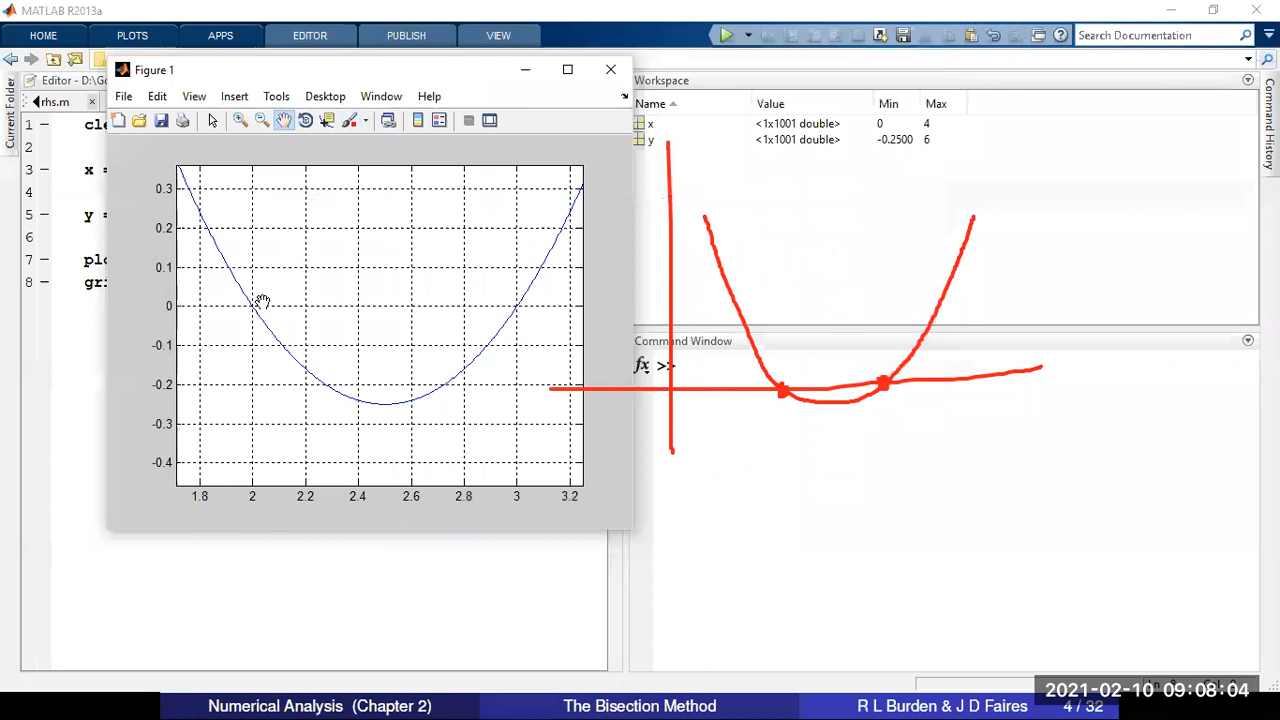 MATLAB R2013a
HOME PLOTS APPS EDITOR PUBLISH VIEW
Search Documentation
Current Folder
Editor - D:\Go
rhs.m
1 cle
2
3 x =
4
5 y =
6
7 plo
8 gri
Figure 1
File Edit View Insert Tools Desktop Window Help
0.3
0.2
0.1
0
-0.1
-0.2
-0.3
-0.4
1.8 2 2.2 2.4 2.6 2.8 3 3.2
Workspace
Name Value Min Max
x <1x1001 double> 0 4
y <1x1001 double> -0.2500 6
Command History
Command Window
fx >>
2021-02-10 09:08:04
Numerical Analysis (Chapter 2) The Bisection Method R L Burden & J D Faires 4 / 32